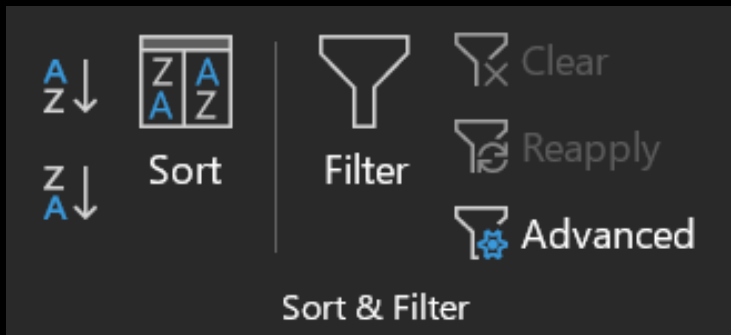 A
Z
Z
A
Z A
A Z
Sort
Filter
Clear
Reapply
Advanced
Sort & Filter